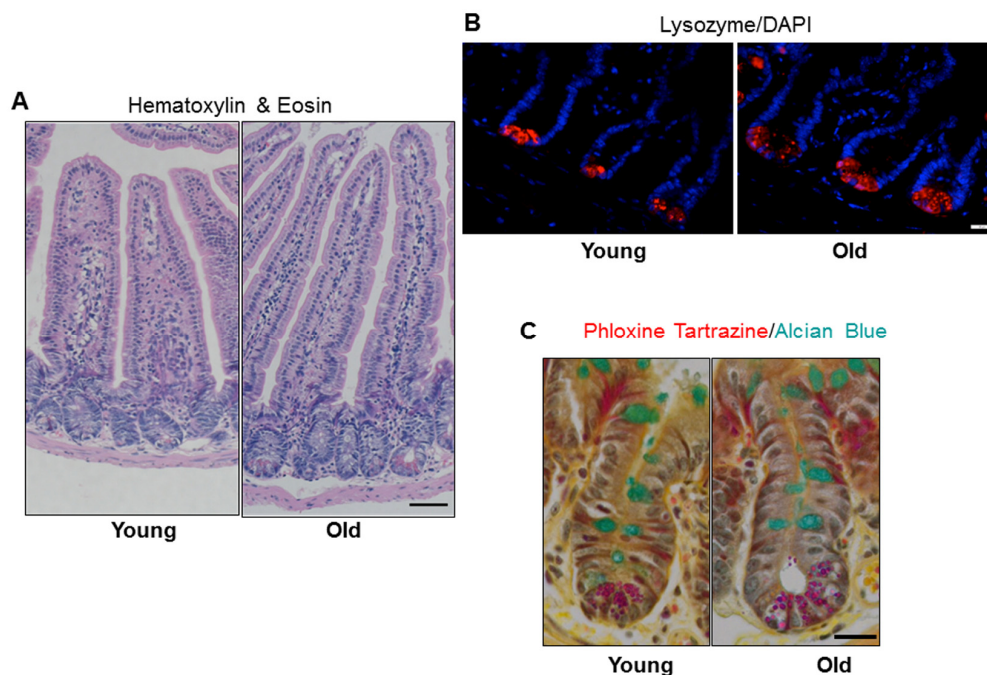 A
Hematoxylin & Eosin
Young
Old
B
Lysozyme/DAPI
Young
Old
C
Phloxine Tartrazine/Alcian Blue
Young
Old